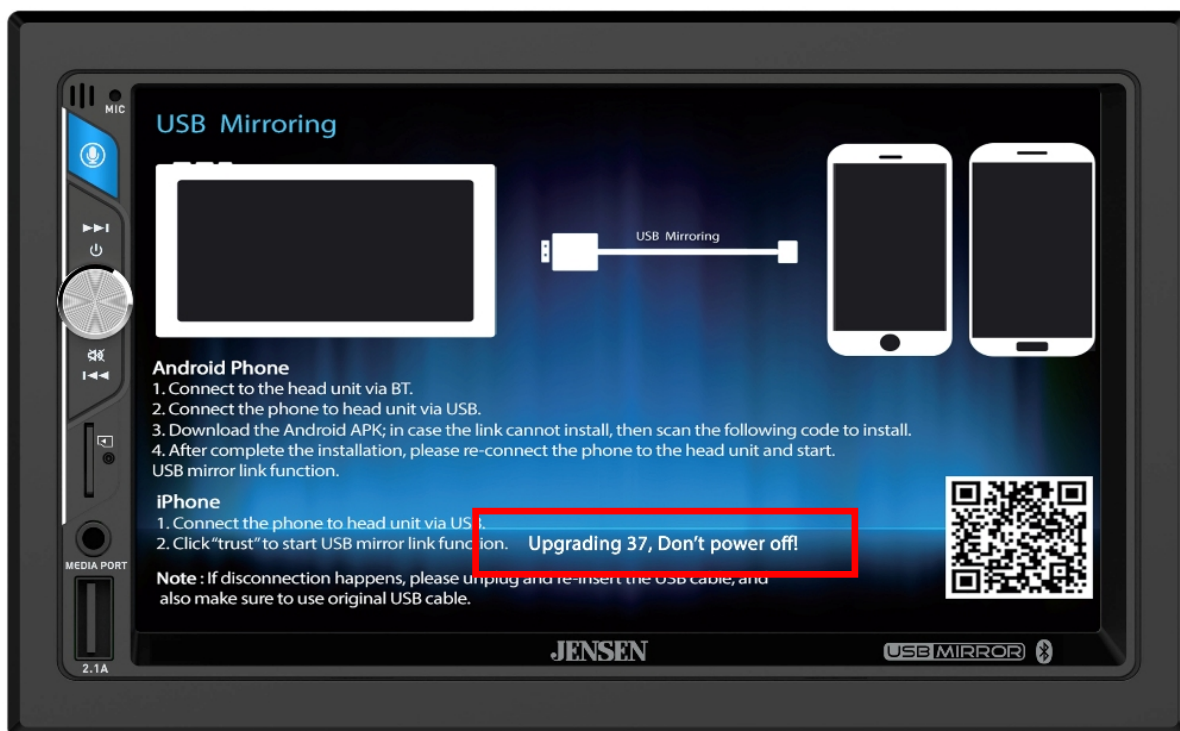 MIC
USB Mirroring
USB Mirroring
Android Phone
1. Connect to the head unit via BT.
2. Connect the phone to head unit via USB.
3. Download the Android APK; in case the link cannot install, then scan the following code to install.
4. After complete the installation, please re-connect the phone to the head unit and start.
USB mirror link function.
iPhone
1. Connect the phone to head unit via USB.
2. Click “trust” to start USB mirror link function.
Upgrading 37, Don't power off!
Note : If disconnection happens, please unplug and re-insert the USB cable, and
also make sure to use original USB cable.
MEDIA PORT
2.1A
JENSEN
USB MIRROR